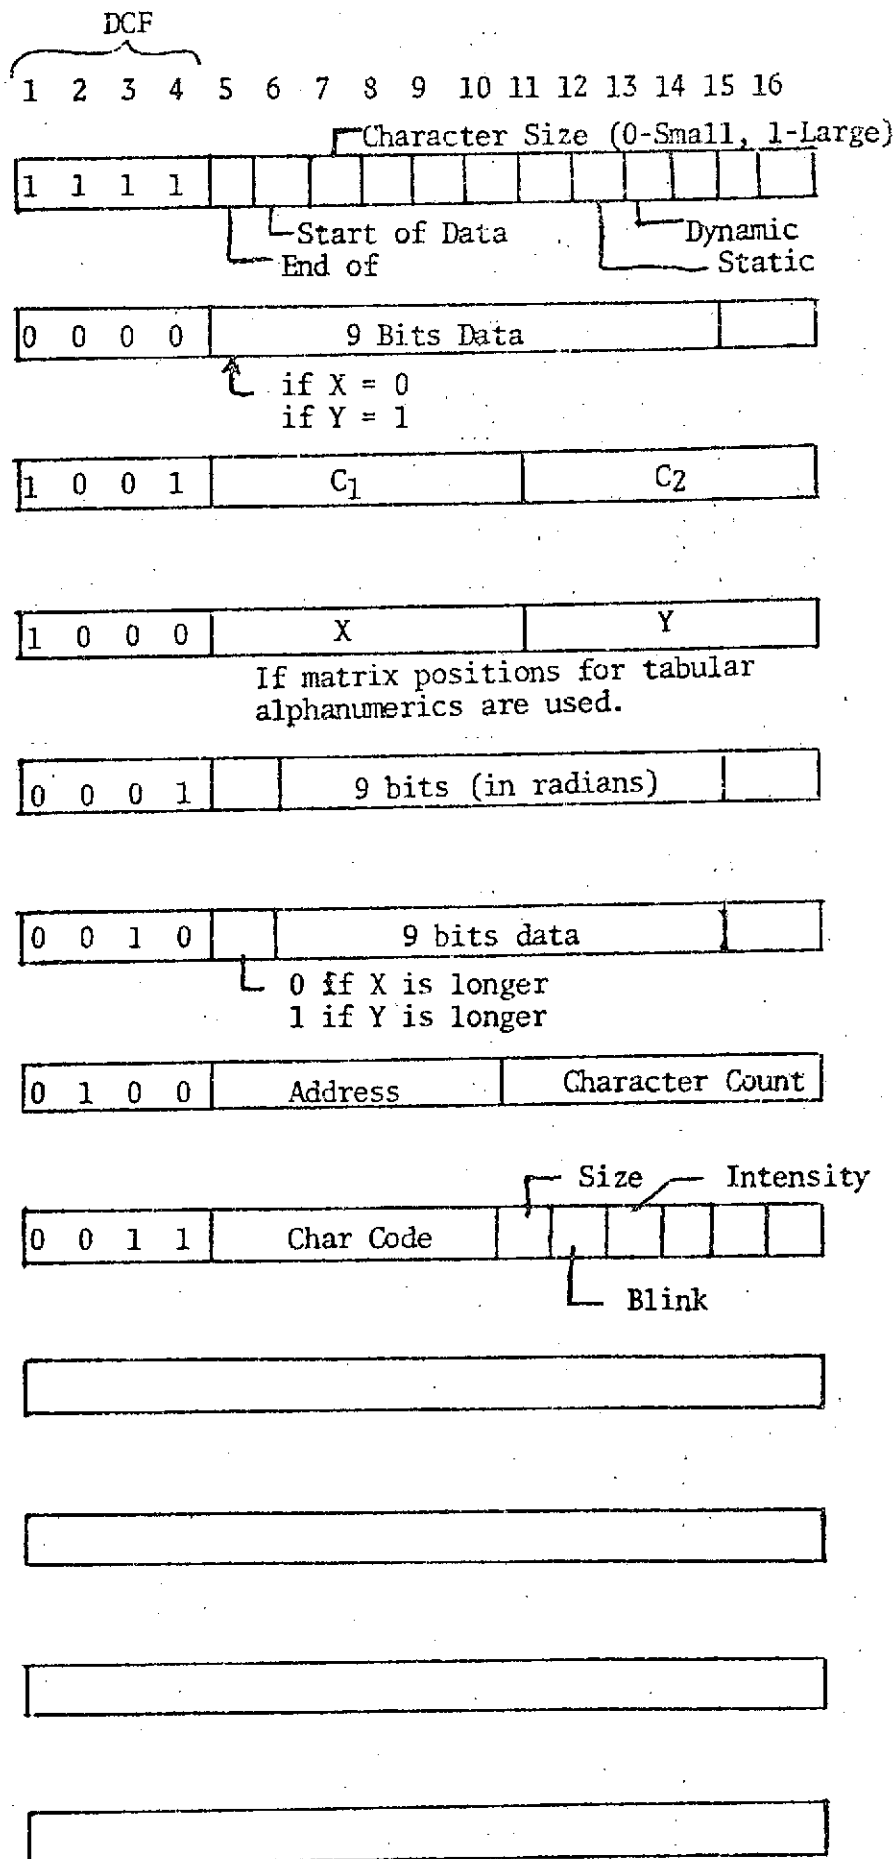 DCF
1 2 3 4 5 6 7 8 9 10 11 12 13 14 15 16
Character Size (0-Small, 1-Large)
1 1 1 1
Start of Data
Dynamic
End of
Static
0 0 0 0 9 Bits Data
if X = 0
if Y = 1
1 0 0 1 C1 C2
1 0 0 0 X Y
If matrix positions for tabular
alphanumerics are used.
0 0 0 1 9 bits (in radians)
0 0 1 0 9 bits data
0 if X is longer
1 if Y is longer
0 1 0 0 Address Character Count
Size Intensity
0 0 1 1 Char Code
Blink